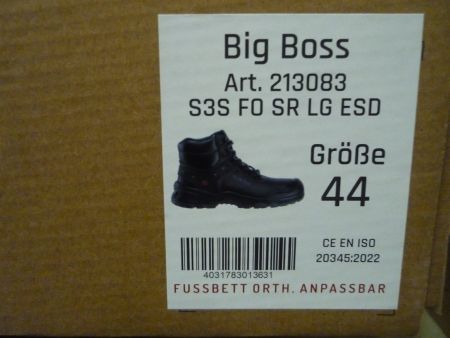 Big Boss
Art. 213083
S3S FO SR LG ESD
Größe
44
CE EN ISO
20345:2022
4031783013631
FUSSBETT ORTH. ANPASSBAR